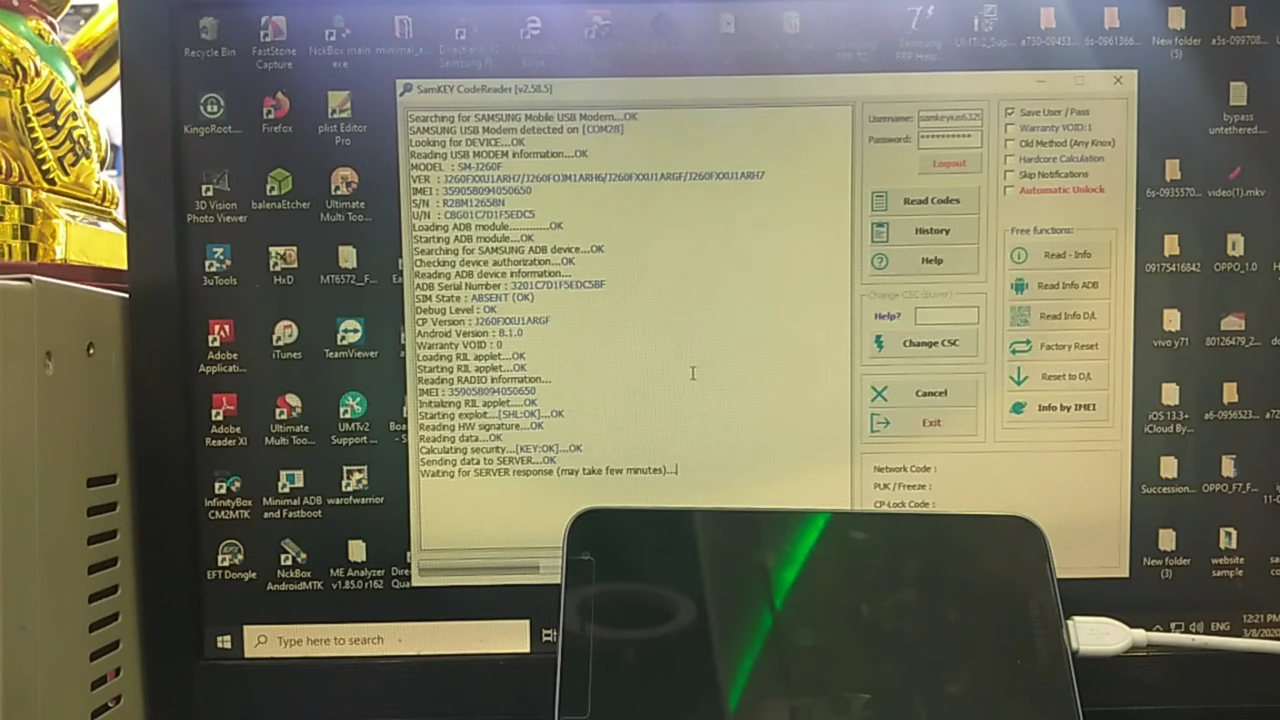 Recycle Bin
FastStone Capture
NckBox main exe
minimal_a...
Samsung
New folder (5)
KingoRoot...
Firefox
plist Editor Pro
bypass untethered...
3D Vision Photo Viewer
balenaEtcher
Ultimate Multi Too...
video(1).mkv
3uTools
HxD
MT6572__F...
09175416842
OPPO_1.0
Adobe Applicati...
iTunes
TeamViewer
vivo y71
80126479_2...
Adobe Reader XI
Ultimate Multi Too...
UMTv2 Support ...
iOS 13.3+ iCloud By...
a6-0956523...
InfinityBox CM2MTK
Minimal ADB and Fastboot
warofwarrior
Succession...
OPPO_F7_F...
EFT Dongle
NckBox AndroidMTK
ME Analyzer v1.85.0 r162
New folder (3)
website sample
SamKEY CodeReader [v2.58.5]
Searching for SAMSUNG Mobile USB Modem...OK
SAMSUNG USB Modem detected on [COM28]
Looking for DEVICE...OK
Reading USB MODEM information...OK
MODEL : SM-J260F
VER : J260FXXU1ARH7/J260FOJM1ARH6/J260FXXU1ARGF/J260FXXU1ARH7
IMEI : 359058094050650
S/N : R28M12658N
U/N : CBG01C7D1F5EDC5
Loading ADB module............OK
Starting ADB module...OK
Searching for SAMSUNG ADB device...OK
Checking device authorization...OK
Reading ADB device information...
ADB Serial Number : 3201C7D1F5EDC5BF
SIM State : ABSENT (OK)
Debug Level : OK
CP Version : J260FXXU1ARGF
Android Version : 8.1.0
Warranty VOID : 0
Loading RIL applet...OK
Starting RIL applet...OK
Reading RADIO information...
IMEI : 359058094050650
Initializing RIL applet....OK
Starting exploit...[SHL:OK]...OK
Reading HW signature...OK
Reading data...OK
Calculating security...[KEY:OK]...OK
Sending data to SERVER...OK
Waiting for SERVER response (may take few minutes)...
Username:
Password: **********
Logout
Read Codes
History
Help
Change CSC (Buyer)
Help?
Change CSC
Cancel
Exit
Save User / Pass
Warranty VOID:1
Old Method (Any Knox)
Hardcore Calculation
Skip Notifications
Automatic Unlock
Free functions:
Read - Info
Read Info ADB
Read Info D/L
Factory Reset
Reset to D/L
Info by IMEI
Network Code :
PUK / Freeze :
CP-Lock Code :
Type here to search
ENG
12:21 PM